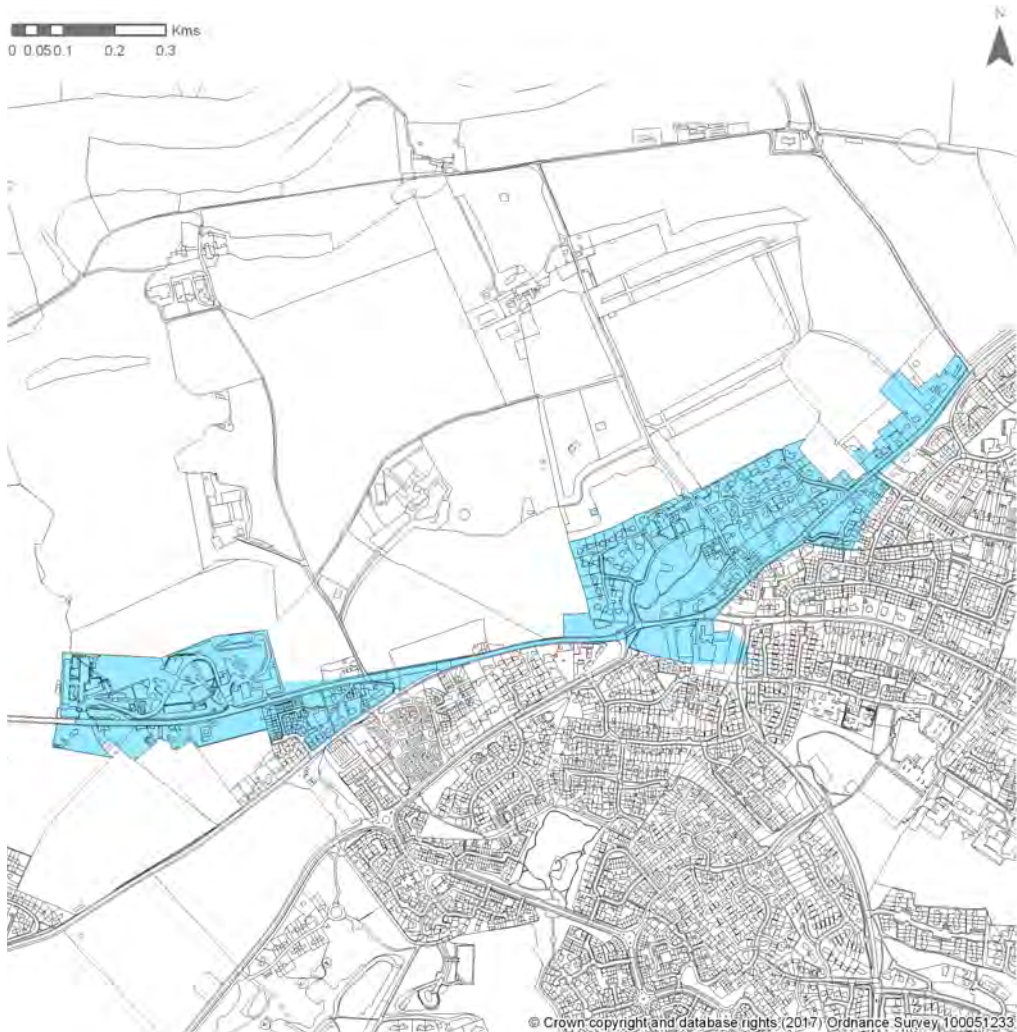 Kms
0 0.05 0.1 0.2 0.3
N
© Crown copyright and database rights (2017) Ordnance Survey 100051233